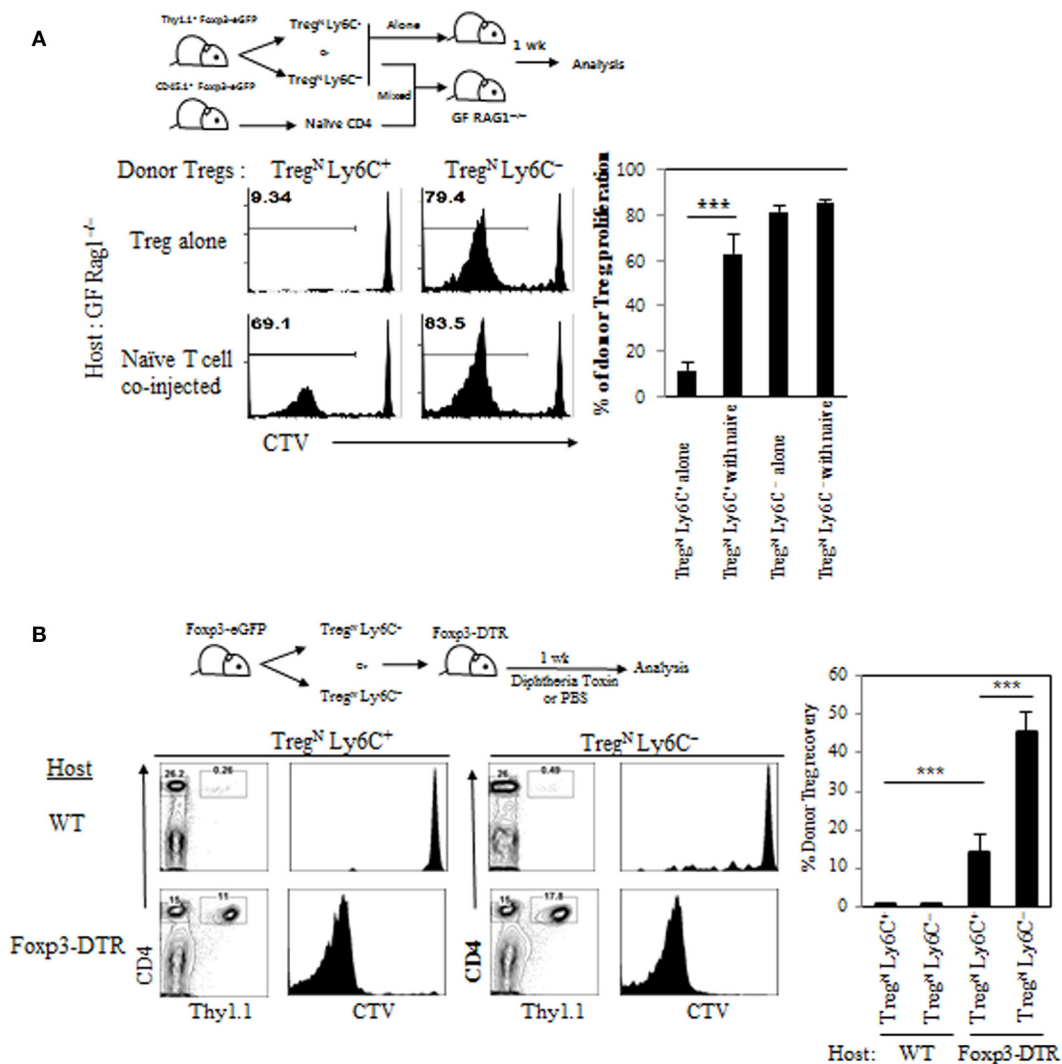 A
Thy1.1⁺ Foxp3-eGFP
Treg^N Ly6C⁺
Or
Treg^N Ly6C⁻
Alone
Mixed
1 wk
Analysis
CD45.1⁺ Foxp3-eGFP
Naïve CD4
GF RAG1⁻/⁻
Donor Tregs :
Treg^N Ly6C⁺
Treg^N Ly6C⁻
Host : GF Rag1⁻/⁻
Treg alone
9.34
79.4
Naïve T cell
co-injected
69.1
83.5
CTV
% of donor Treg proliferation
100
80
60
40
20
0
***
Treg^N Ly6C⁺ alone
Treg^N Ly6C⁺ with naive
Treg^N Ly6C⁻ alone
Treg^N Ly6C⁻ with naive
B
Foxp3-eGFP
Treg^N Ly6C⁺
or
Treg^N Ly6C⁻
Foxp3-DTR
1 wk
Diphtheria Toxin
or PBS
Analysis
Treg^N Ly6C⁺
Treg^N Ly6C⁻
Host
WT
26.2
0.26
26
0.49
Foxp3-DTR
15
11
15
17.8
CD4
CD4
Thy1.1
CTV
Thy1.1
CTV
% Donor Treg recovery
60
50
40
30
20
10
0
***
***
Treg^N Ly6C⁺
Treg^N Ly6C⁻
Treg^N Ly6C⁺
Treg^N Ly6C⁻
Host:
WT
Foxp3-DTR